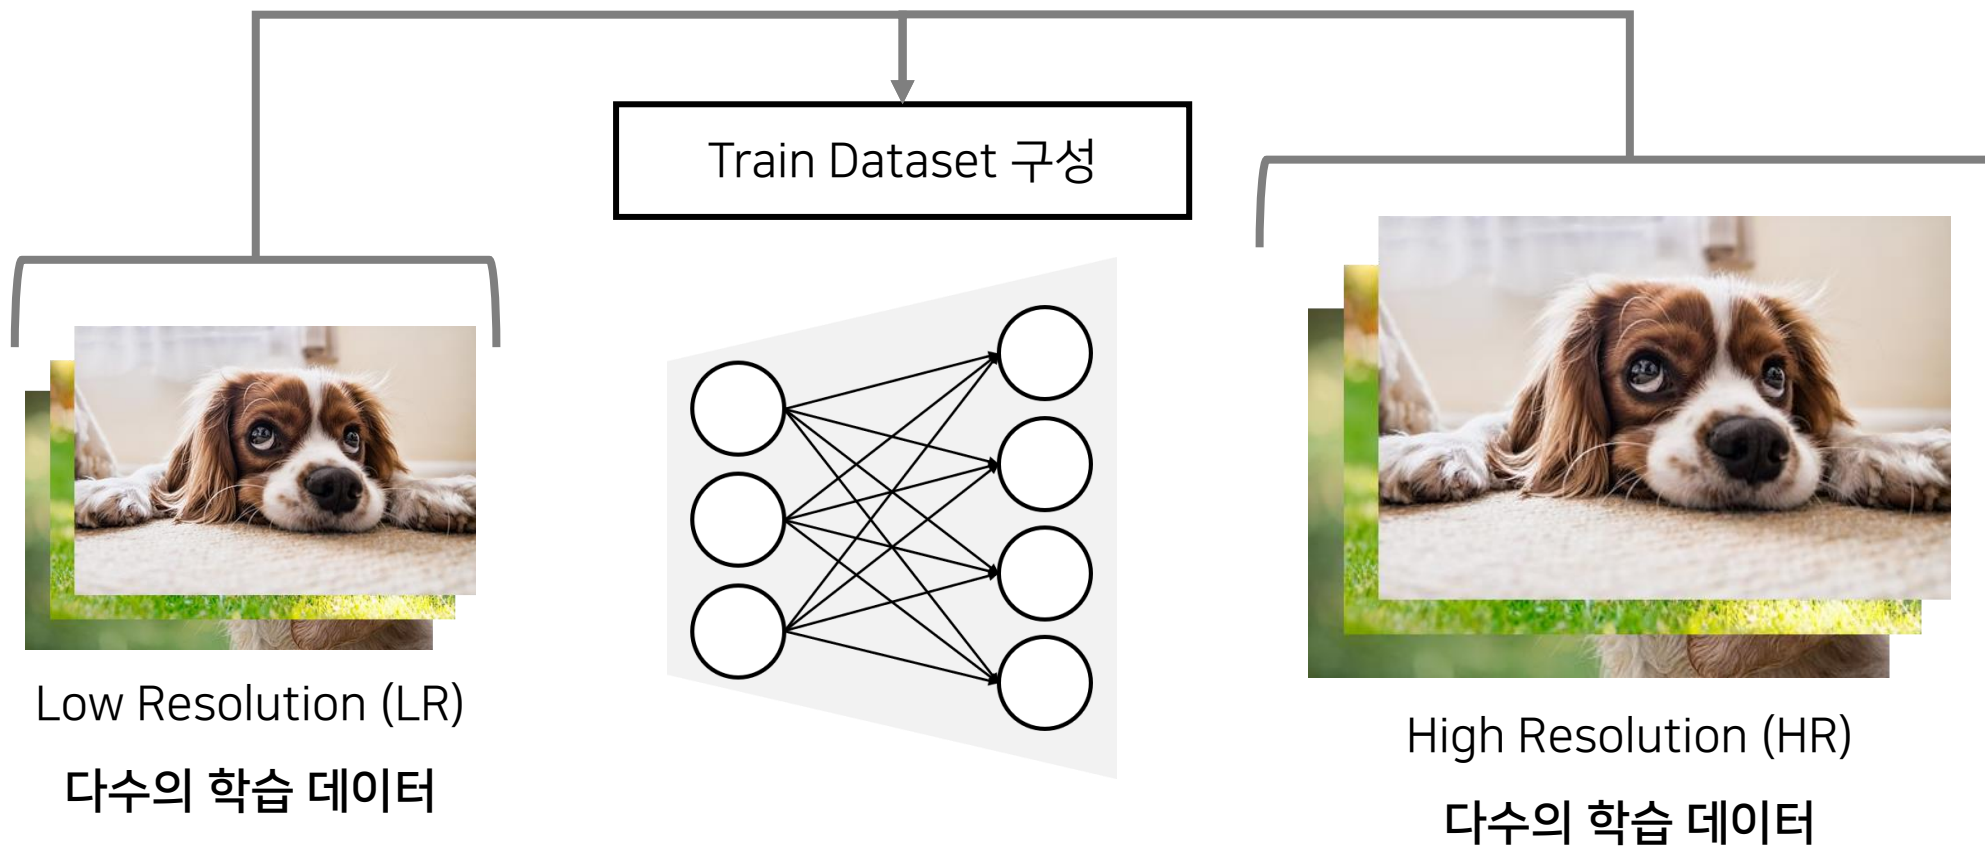 Train Dataset 구성
Low Resolution (LR)
다수의 학습 데이터
High Resolution (HR)
다수의 학습 데이터